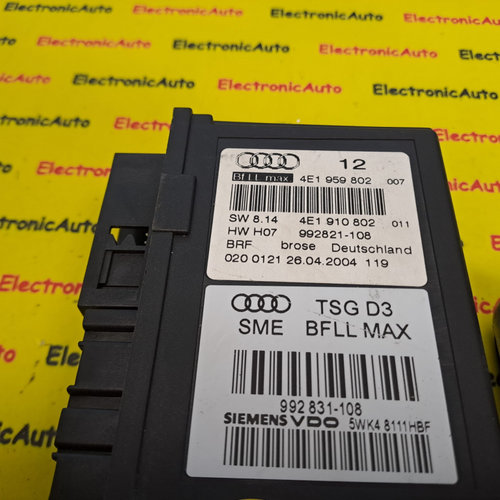 ElectronicAuto ElectronicAuto
ElectronicAuto ElectronicAuto ElectronicAuto
ElectronicAuto ElectronicAuto
ElectronicAuto
ElectronicAuto
ElectronicAuto
ElectronicAuto
12
BfLL max 4E1 959 802 007
SW 8.14 4E1 910 802 011
HW H07 992821-108
BRF brose Deutschland
020 0121 26.04.2004 119
TSG D3
SME BFLL MAX
992 831-108
SIEMENS VDO 5WK4 8111HBF